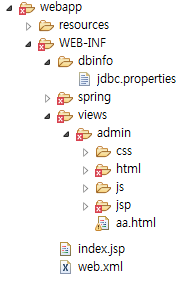 webapp
resources
WEB-INF
dbinfo
jdbc.properties
spring
views
admin
css
html
js
jsp
aa.html
index.jsp
web.xml